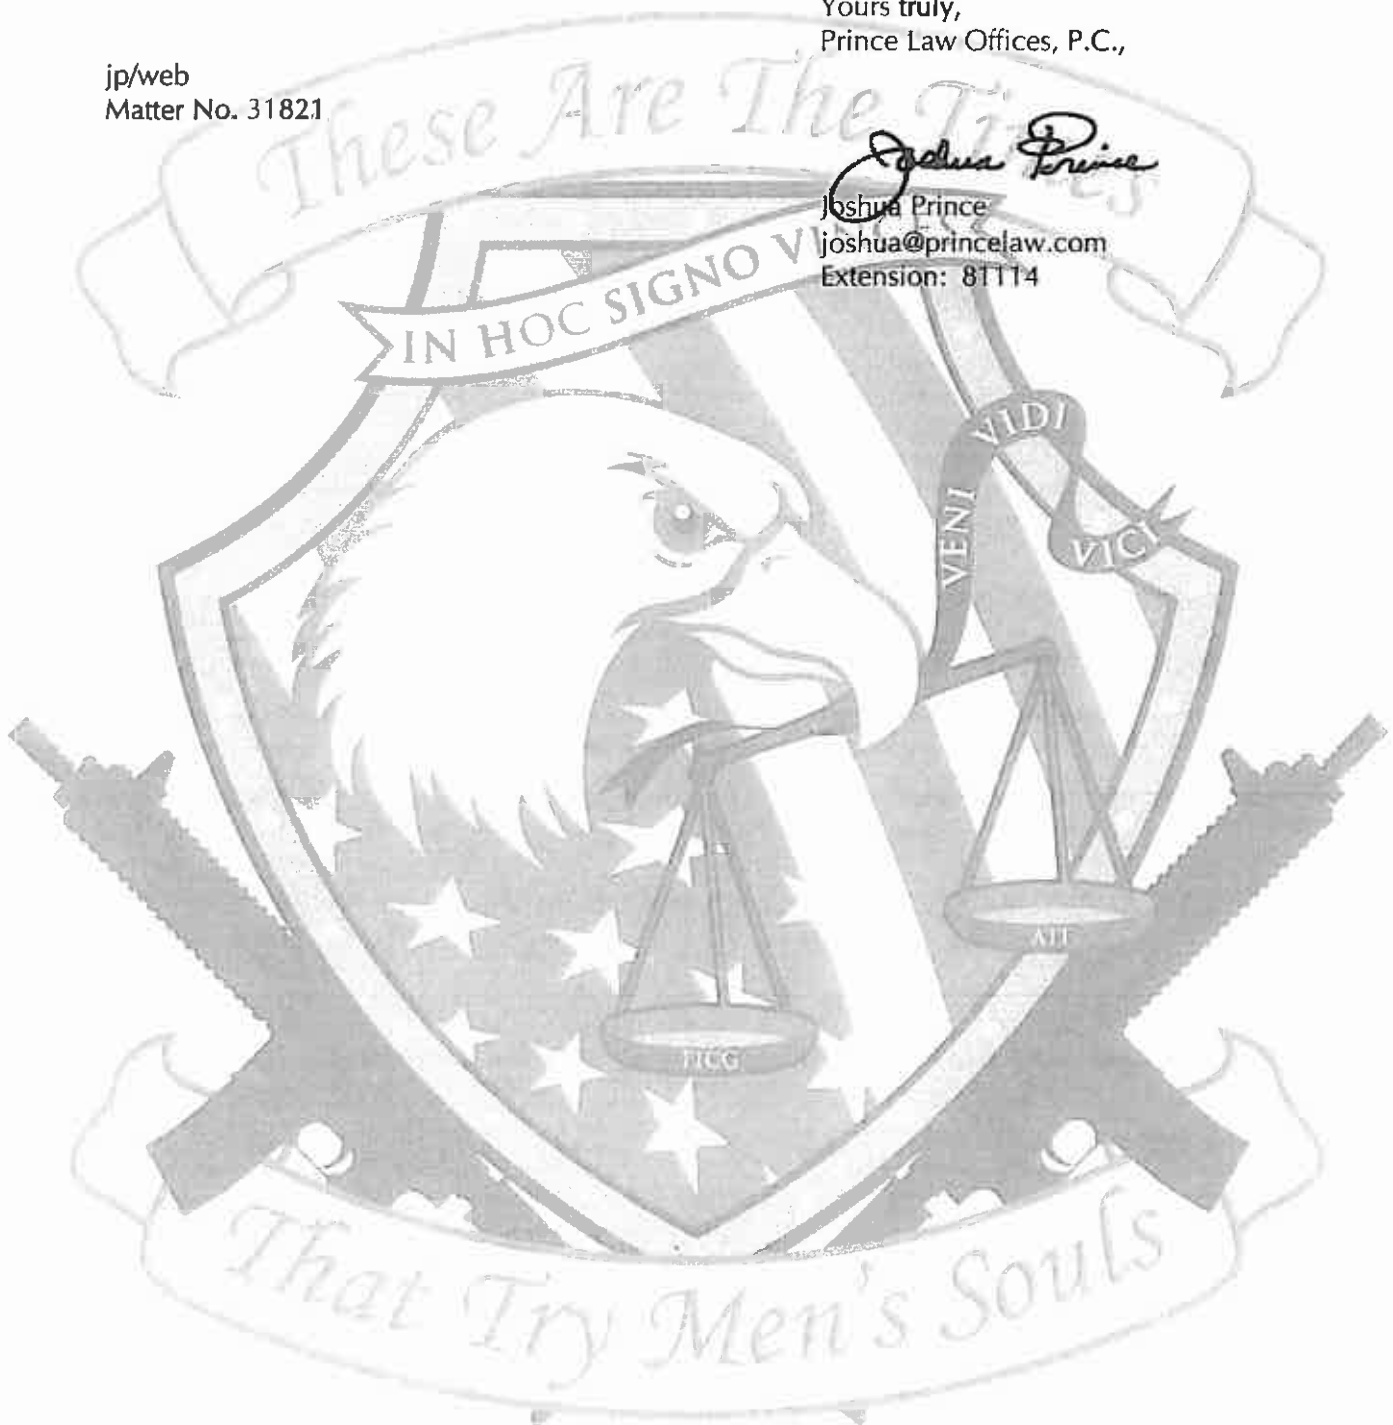 Yours truly,
Prince Law Offices, P.C.,
jp/web
Matter No. 31821
These Are The Times
Joshua Prince
Joshua Prince
joshua@princelaw.com
Extension: 81114
IN HOC SIGNO
VENI VIDI VICI
FICG
That Try Men's Souls